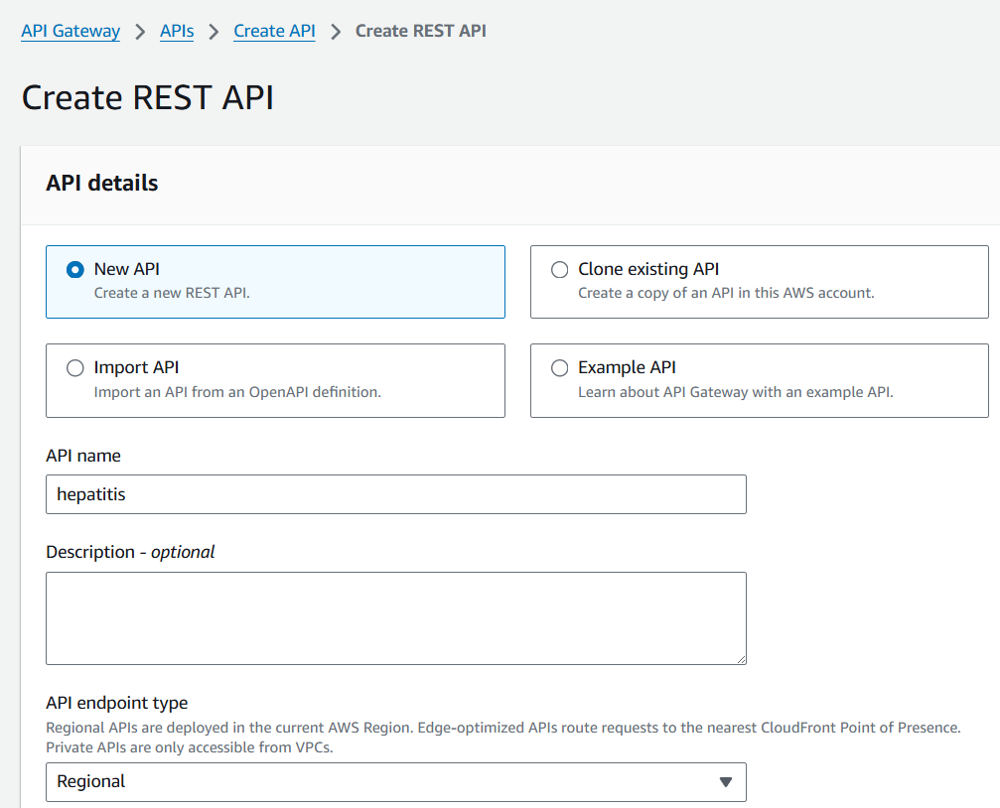 API Gateway > APIs > Create API > Create REST API
Create REST API
API details
New API
Create a new REST API.
Clone existing API
Create a copy of an API in this AWS account.
Import API
Import an API from an OpenAPI definition.
Example API
Learn about API Gateway with an example API.
API name
hepatitis
Description - optional
API endpoint type
Regional APIs are deployed in the current AWS Region. Edge-optimized APIs route requests to the nearest CloudFront Point of Presence.
Private APIs are only accessible from VPCs.
Regional